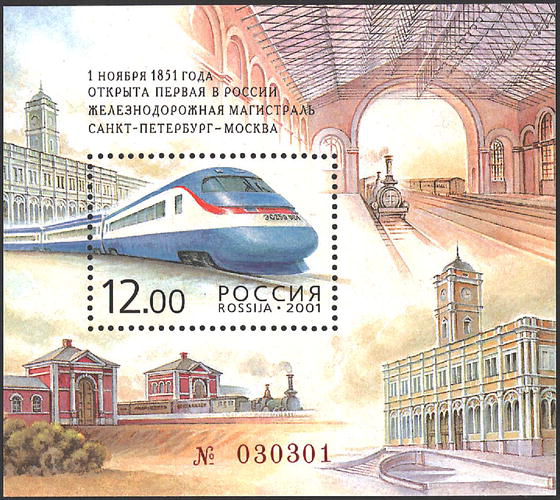 1 НОЯБРЯ 1851 ГОДА
ОТКРЫТА ПЕРВАЯ В РОССИИ
ЖЕЛЕЗНОДОРОЖНАЯ МАГИСТРАЛЬ
САНКТ-ПЕТЕРБУРГ–МОСКВА
12.00
РОССИЯ
ROSSIJA · 2001
№ 030301